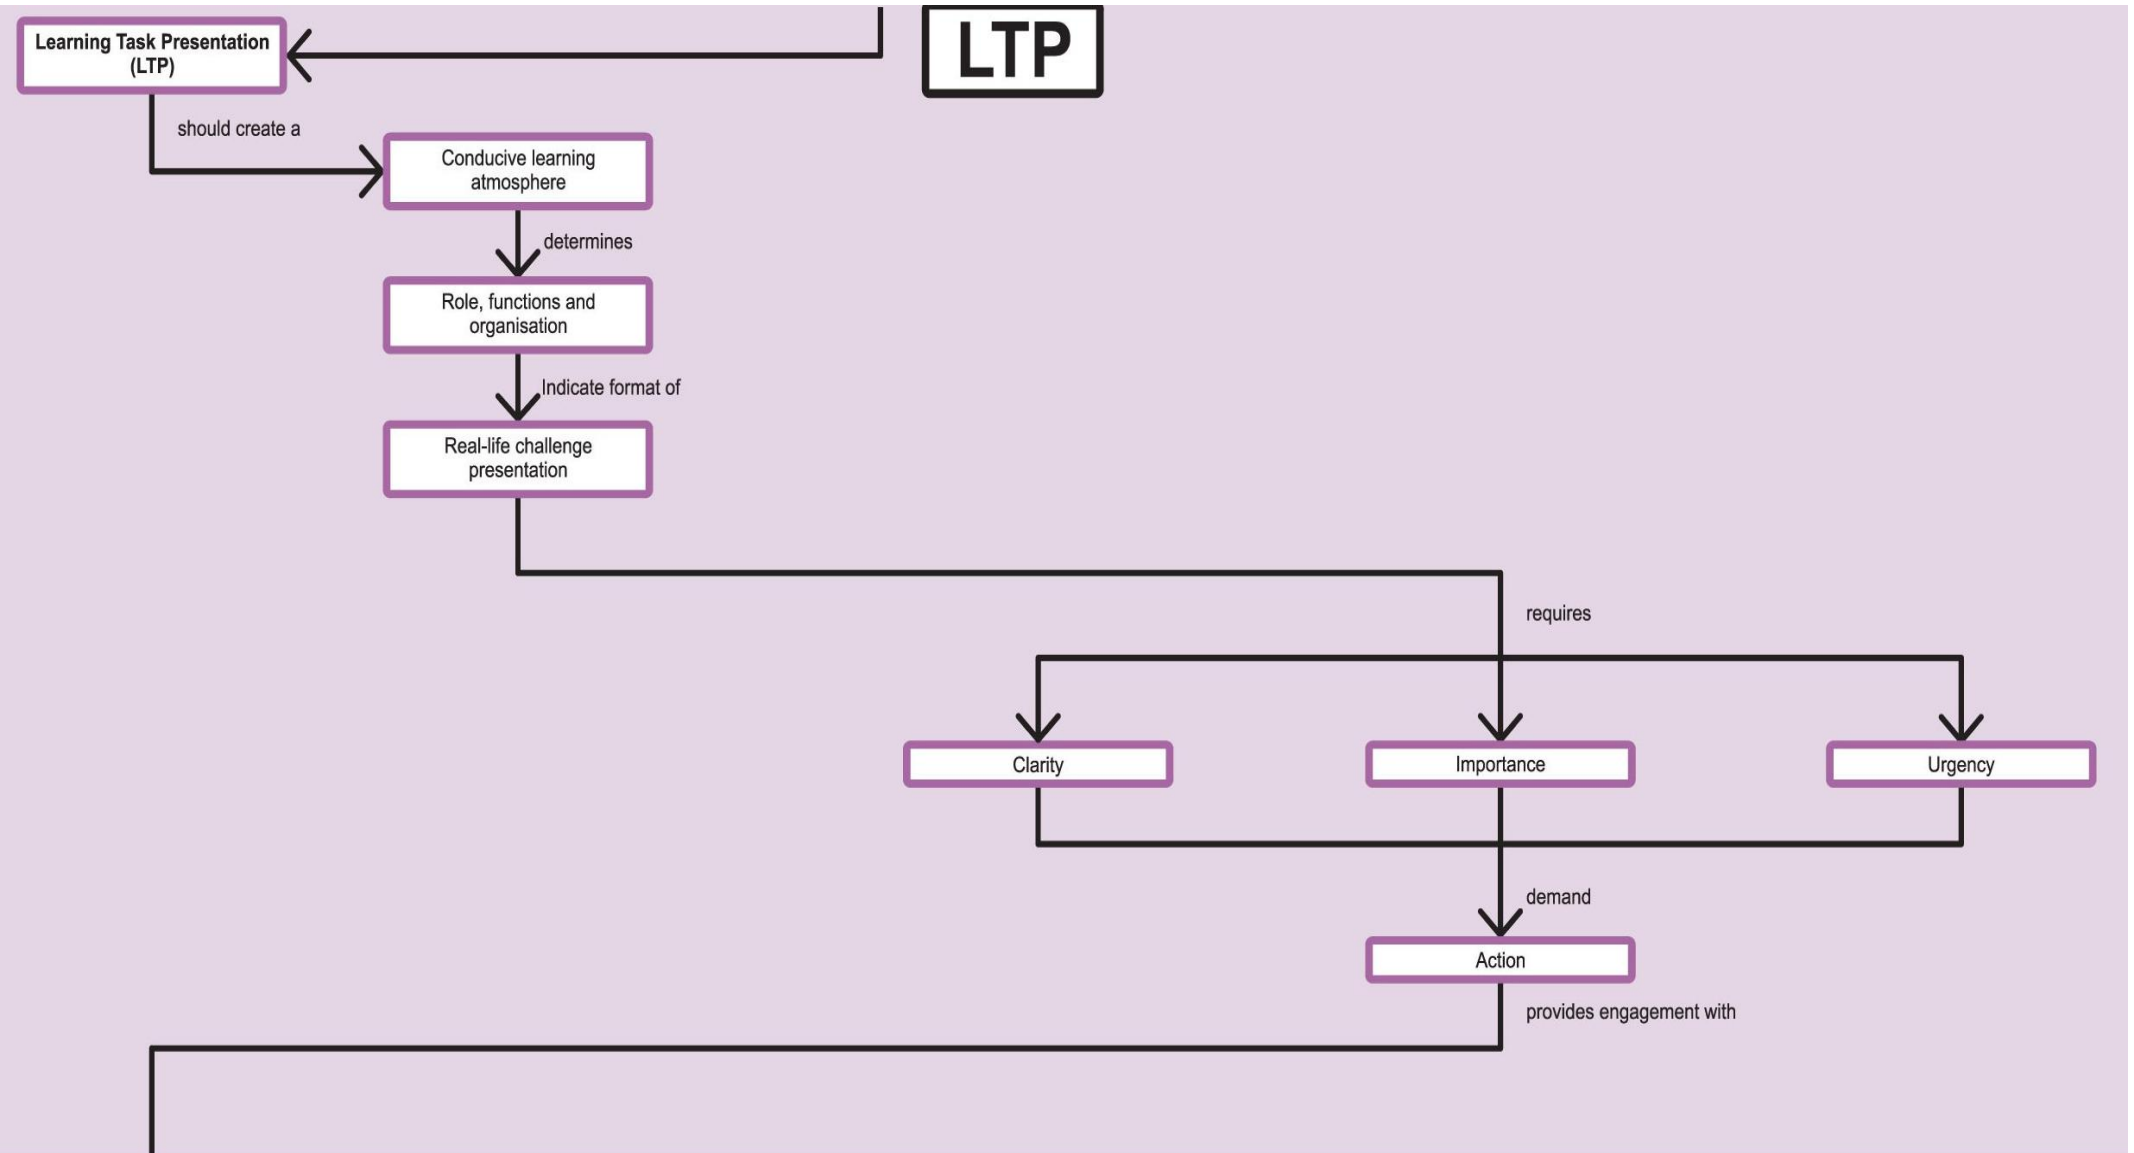 Learning Task Presentation
(LTP)
LTP
should create a
Conducive learning
atmosphere
determines
Role, functions and
organisation
Indicate format of
Real-life challenge
presentation
requires
Clarity
Importance
Urgency
demand
Action
provides engagement with